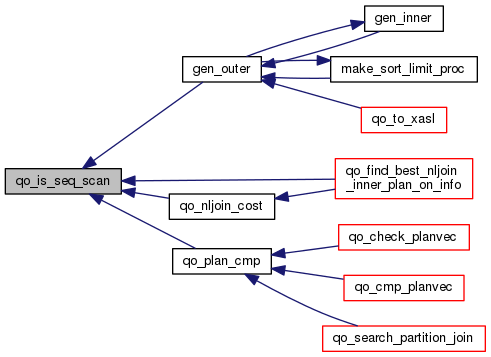 gen_inner
gen_outer
make_sort_limit_proc
qo_to_xasl
qo_find_best_nljoin
_inner_plan_on_info
qo_is_seq_scan
qo_nljoin_cost
qo_check_planvec
qo_plan_cmp
qo_cmp_planvec
qo_search_partition_join